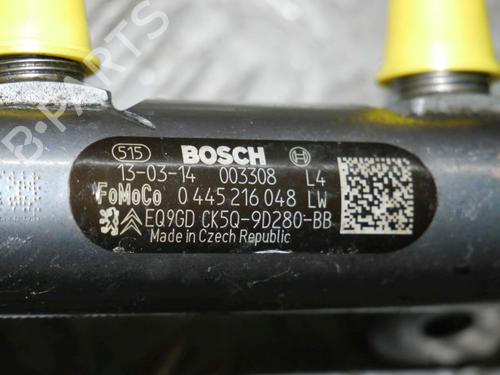 515 BOSCH
13-03-14 003308 L4
FoMoCo 0 445 216 048 LW
EQ9GD CK5Q-9D280-BB
Made in Czech Republic
B-PARTS